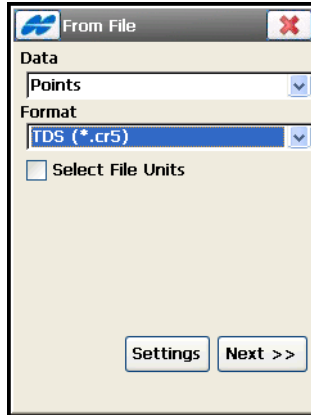 From File
Data
Points
Format
TDS (*.cr5)
Select File Units
Settings Next >>